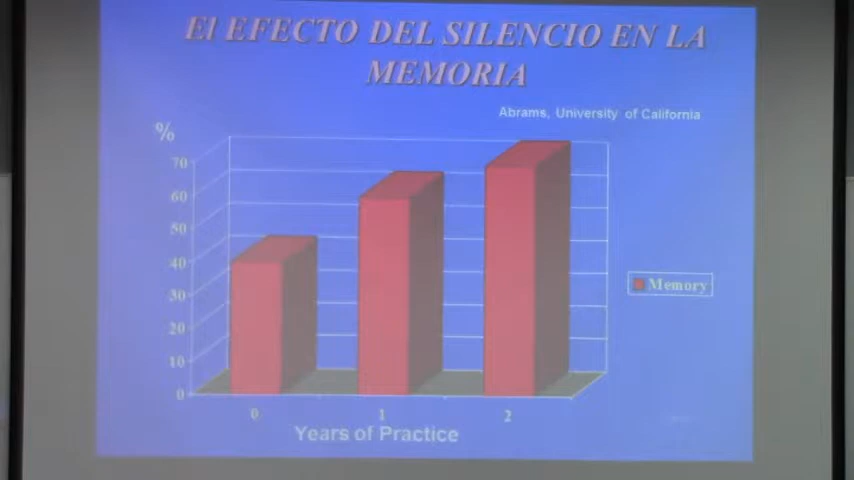 El EFECTO DEL SILENCIO EN LA
MEMORIA
Abrams, University of California
%
70
60
50
40
30
20
10
0
0 1 2
Years of Practice
Memory